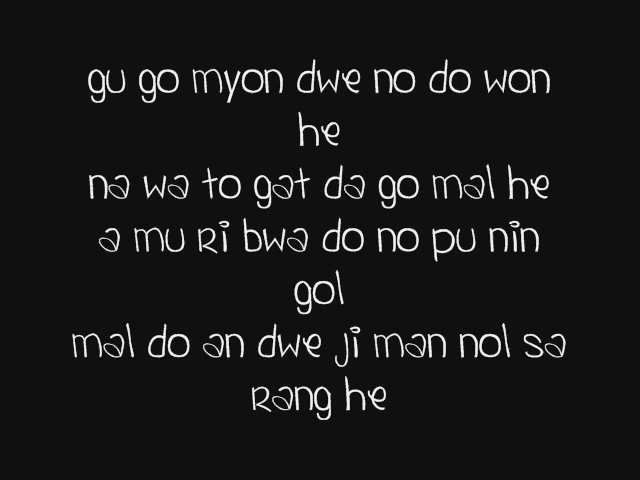 gu go myon dwe no do won
he
na wa to gat da go mal he
a mu Ri bwa do no pu nin
gol
mal do an dwe ji man nol sa
Rang he